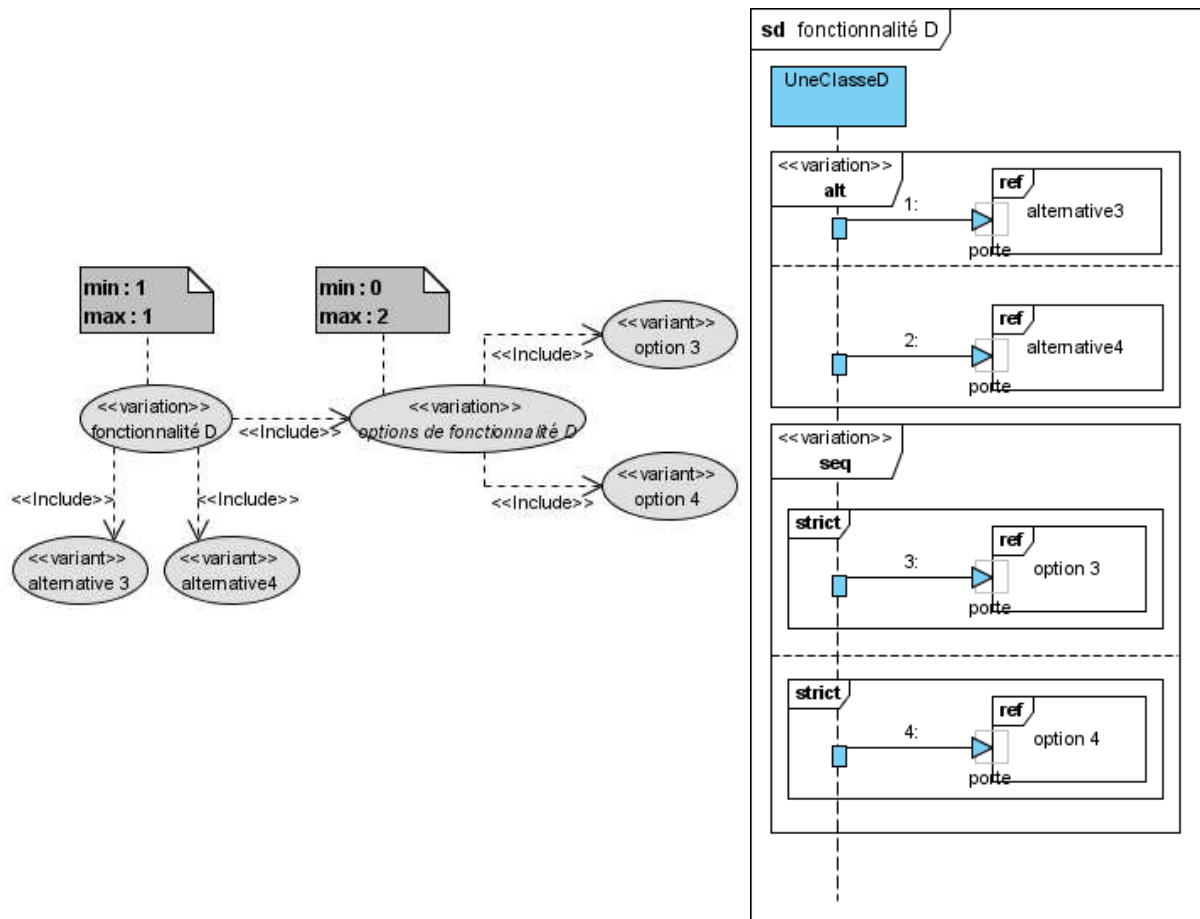 min : 1
max : 1
min : 0
max : 2
<<variant>>
option 3
<<Include>>
<<variation>>
fonctionnalité D
<<Include>>
<<variation>>
options de fonctionnalité D
<<variant>>
option 4
<<Include>>
<<Include>>
<<Include>>
<<variant>>
alternative 3
<<variant>>
alternative4
sd fonctionnalité D
UneClasseD
<<variation>>
alt
1:
ref
alternative3
porte
2:
ref
alternative4
porte
<<variation>>
seq
strict
3:
ref
option 3
porte
strict
4:
ref
option 4
porte